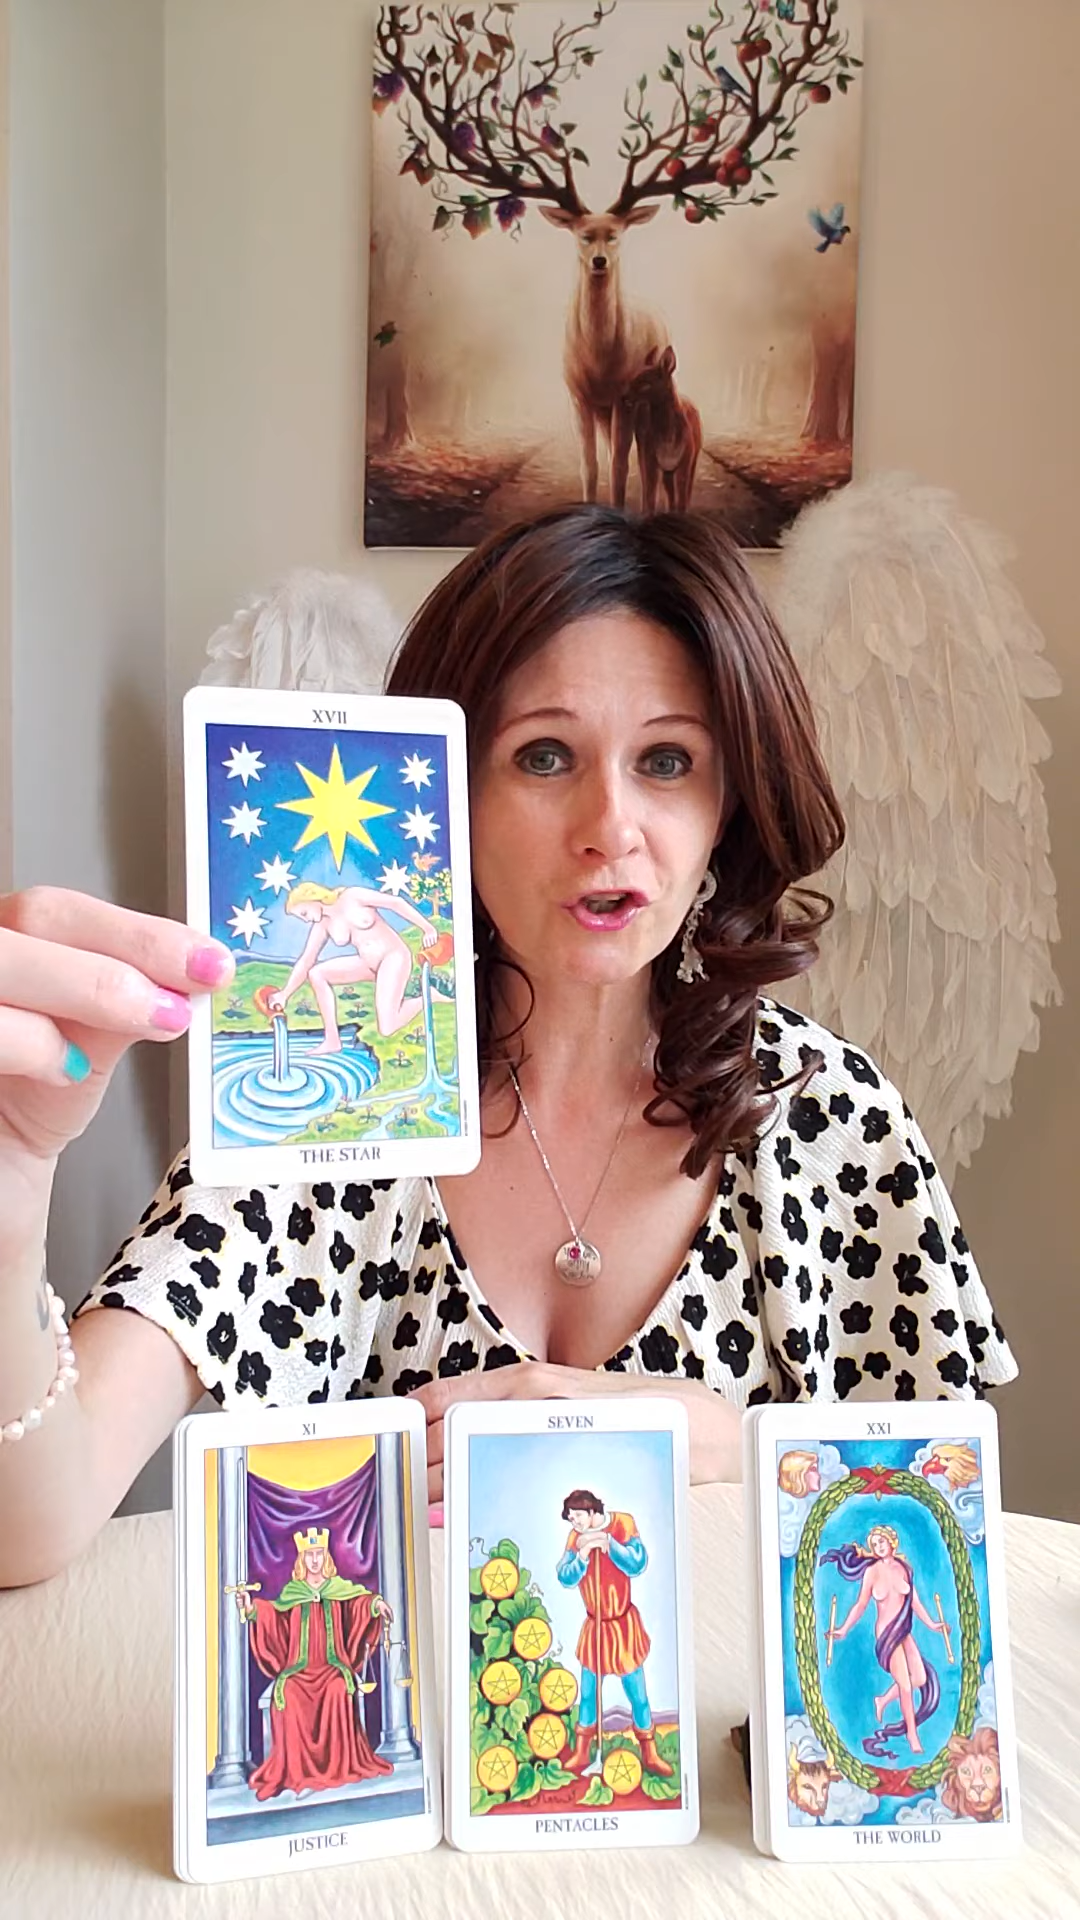 XVII
THE STAR
XI
JUSTICE
SEVEN
PENTACLES
XXI
THE WORLD